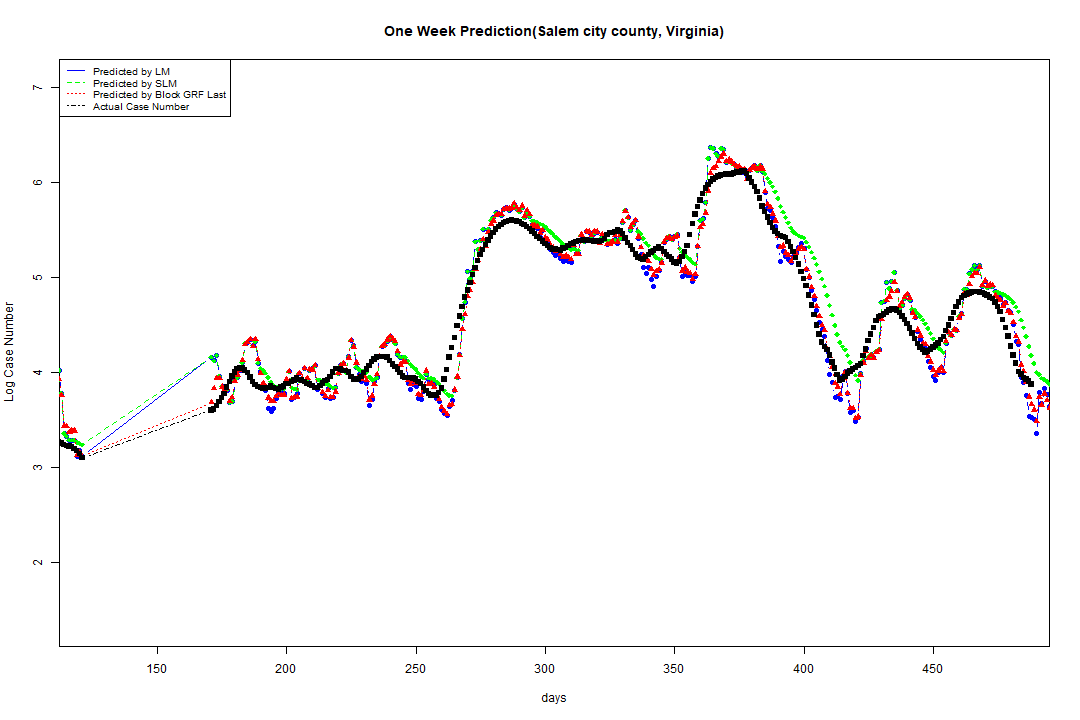 One Week Prediction(Salem city county, Virginia)
Predicted by LM
Predicted by SLM
Predicted by Block GRF Last
Actual Case Number
7
6
5
4
3
2
Log Case Number
150 200 250 300 350 400 450
days